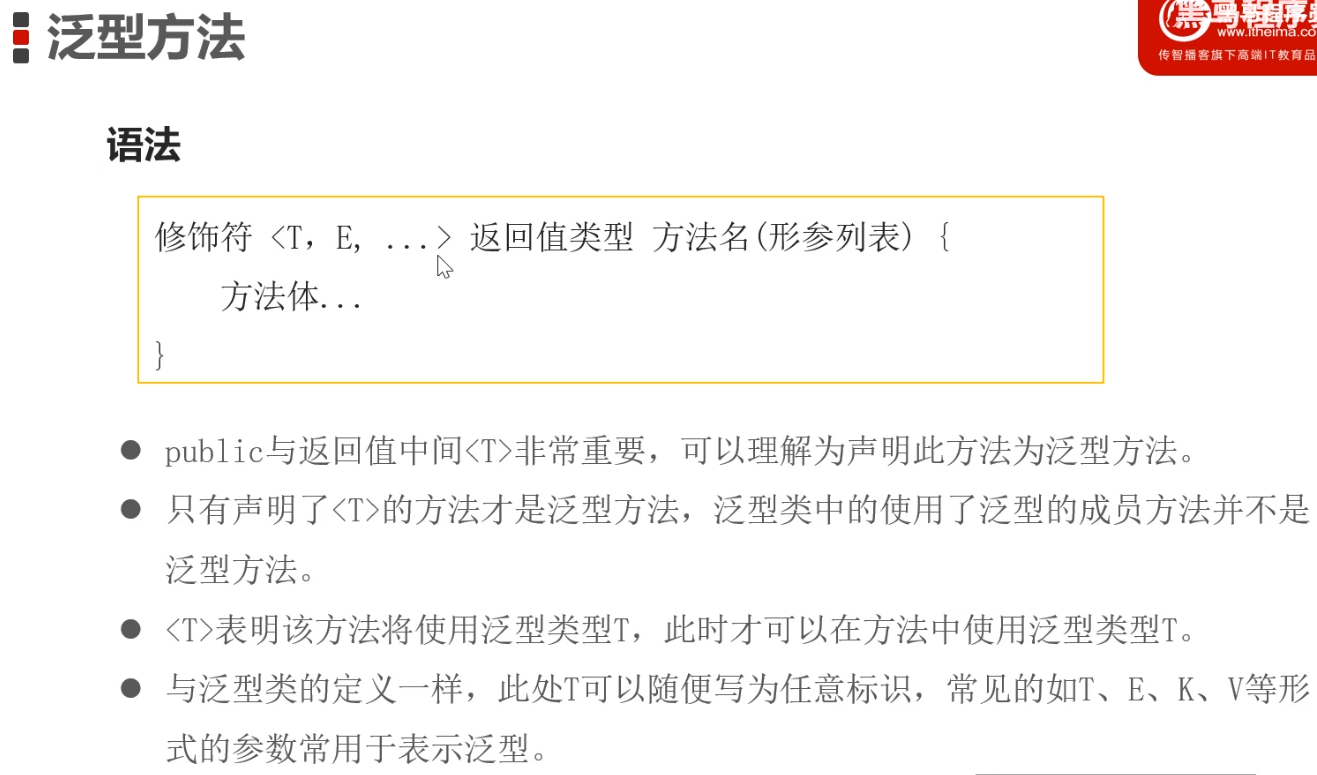 泛型方法
黑马程序员
www.itheima.co
传智播客旗下高端IT教育品
语法
修饰符 <T, E, ...> 返回值类型 方法名(形参列表) {
方法体...
}
● public与返回值中间<T>非常重要，可以理解为声明此方法为泛型方法。
● 只有声明了<T>的方法才是泛型方法，泛型类中的使用了泛型的成员方法并不是
泛型方法。
● <T>表明该方法将使用泛型类型T，此时才可以在方法中使用泛型类型T。
● 与泛型类的定义一样，此处T可以随便写为任意标识，常见的如T、E、K、V等形
式的参数常用于表示泛型。